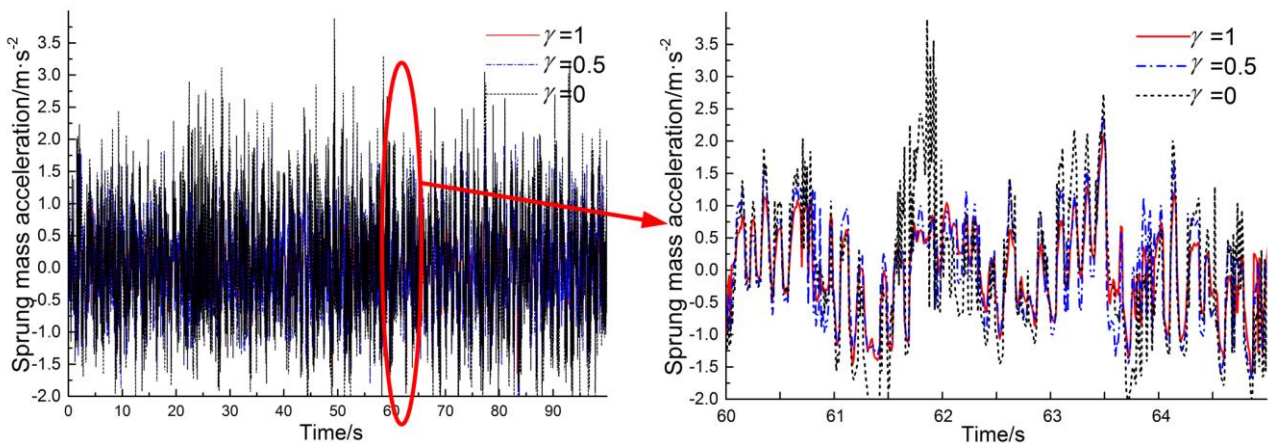 Sprung mass acceleration/m·s⁻²
3.5
3.0
2.5
2.0
1.5
1.0
0.5
0.0
-0.5
-1.0
-1.5
-2.0
0 10 20 30 40 50 60 70 80 90
Time/s
γ=1
γ=0.5
γ=0
Sprung mass acceleration/m·s⁻²
3.5
3.0
2.5
2.0
1.5
1.0
0.5
0.0
-0.5
-1.0
-1.5
-2.0
60 61 62 63 64
Time/s
γ=1
γ=0.5
γ=0